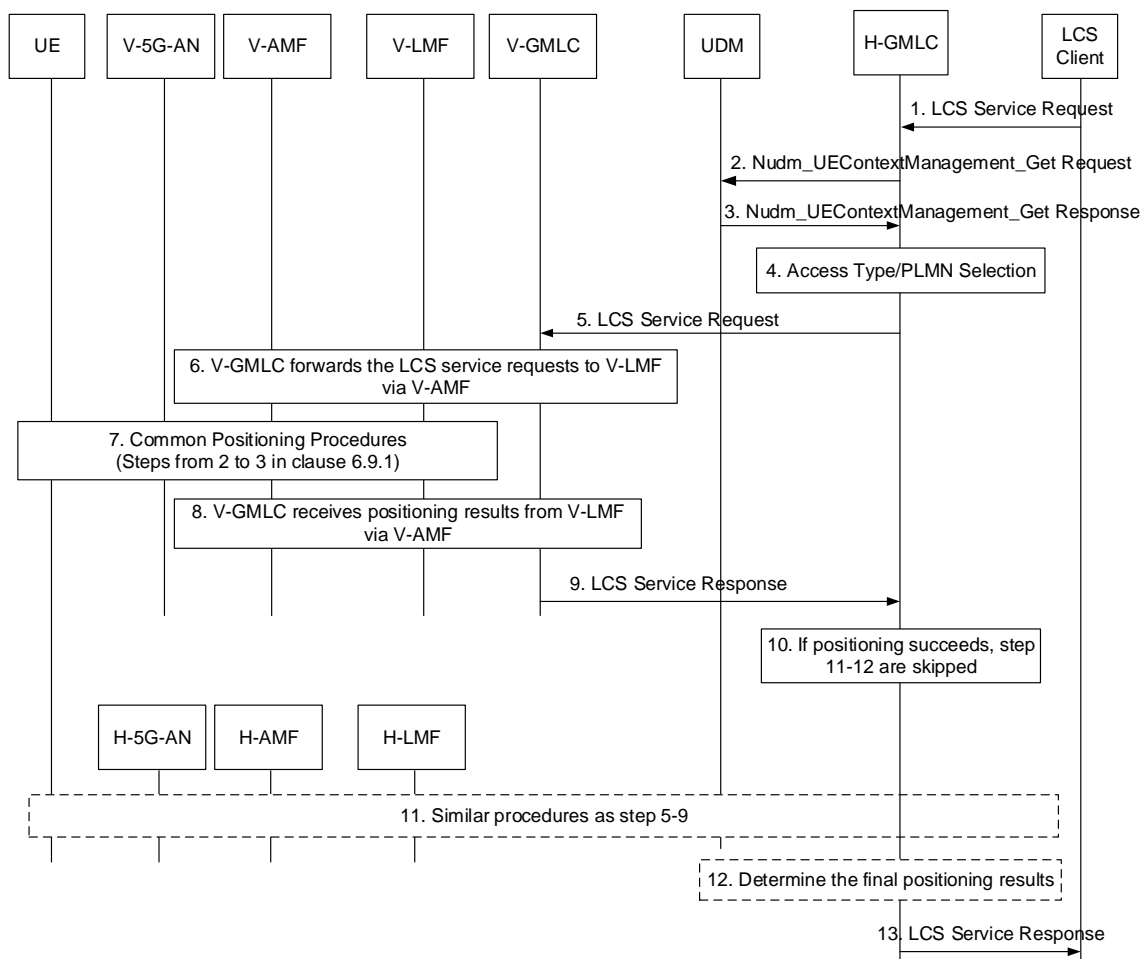 UE
V-5G-AN
V-AMF
V-LMF
V-GMLC
UDM
H-GMLC
LCS
Client
1. LCS Service Request
2. Nudm_UEContextManagement_Get Request
3. Nudm_UEContextManagement_Get Response
4. Access Type/PLMN Selection
5. LCS Service Request
6. V-GMLC forwards the LCS service requests to V-LMF
via V-AMF
7. Common Positioning Procedures
(Steps from 2 to 3 in clause 6.9.1)
8. V-GMLC receives positioning results from V-LMF
via V-AMF
9. LCS Service Response
10. If positioning succeeds, step
11-12 are skipped
H-5G-AN
H-AMF
H-LMF
11. Similar procedures as step 5-9
12. Determine the final positioning results
13. LCS Service Response